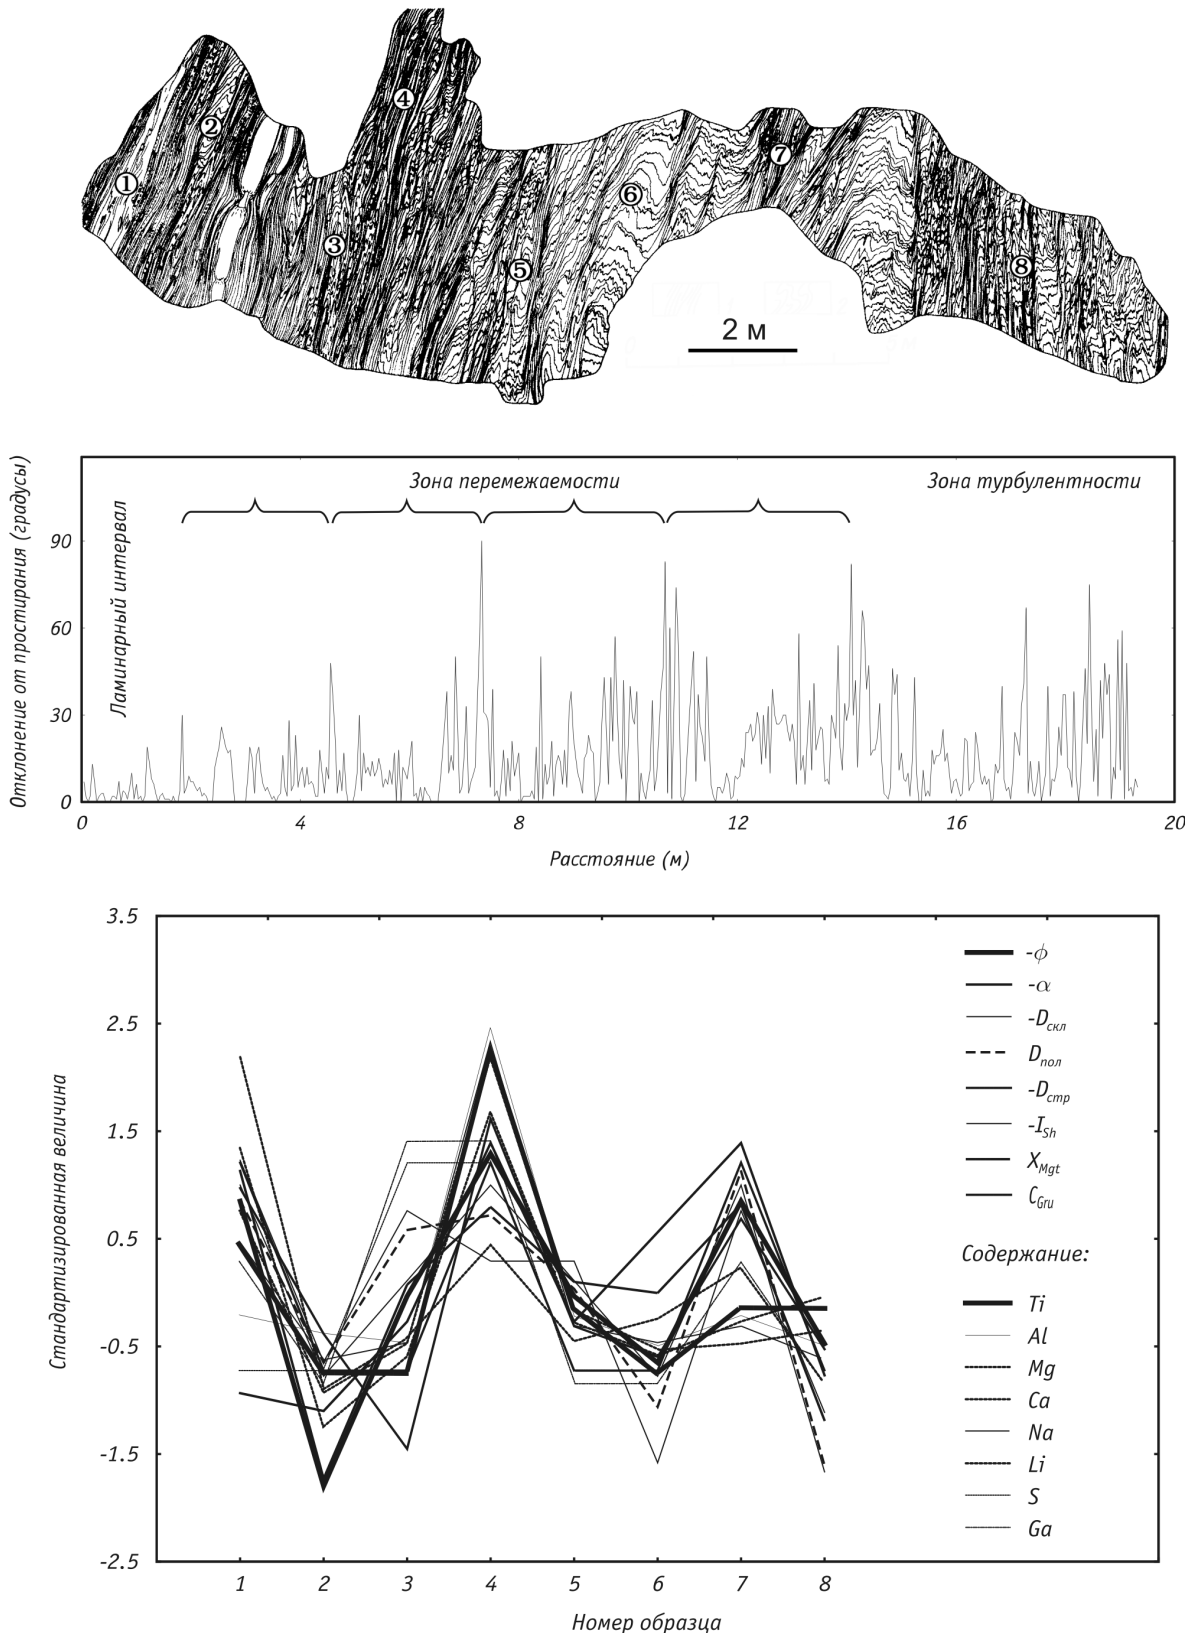 4
2
7
1
6
3
5
8
2 м
Отклонение от простирания (градусы)
Зона перемежаемости
Зона турбулентности
Ламинарный интервал
90
60
30
0
0 4 8 12 16 20
Расстояние (м)
Стандартизированная величина
3.5
2.5
1.5
0.5
-0.5
-1.5
-2.5
-ϕ
-α
-Dскл
Dпол
-Dстр
-ISh
XMgt
CGru
Содержание:
Ti
Al
Mg
Ca
Na
Li
S
Ga
1 2 3 4 5 6 7 8
Номер образца